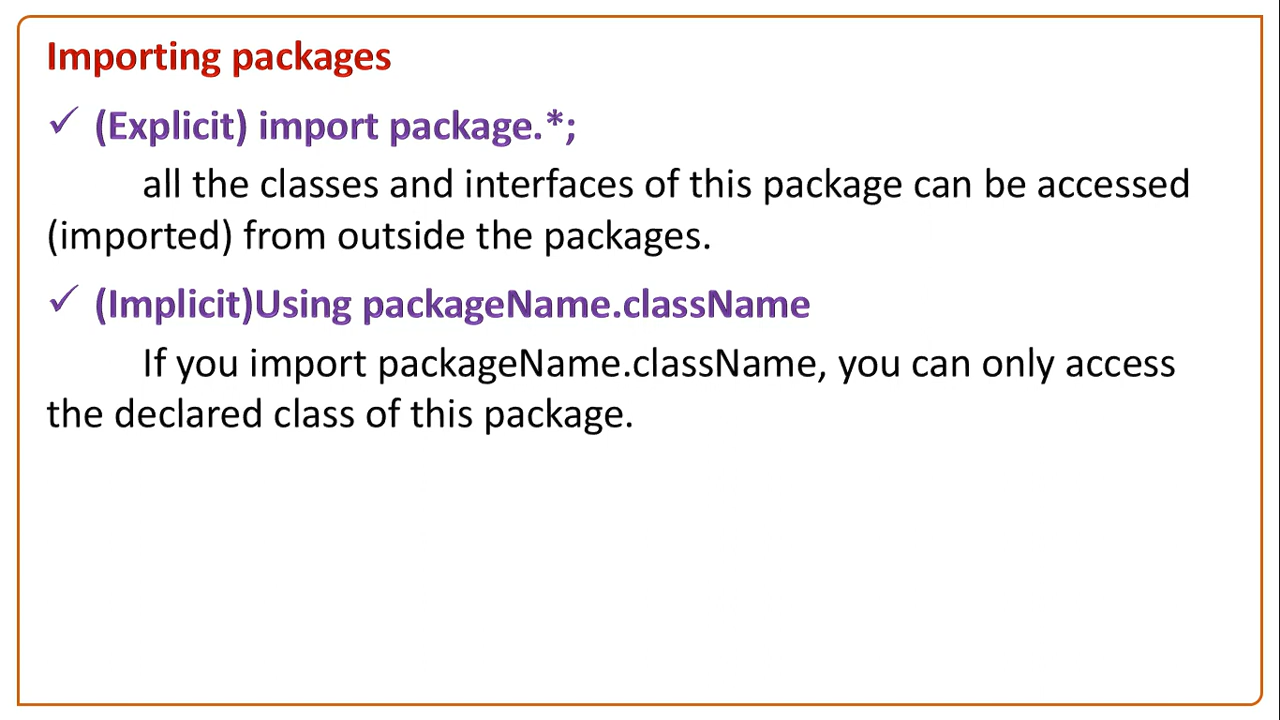 Importing packages
✓ (Explicit) import package.*;
all the classes and interfaces of this package can be accessed
(imported) from outside the packages.
✓ (Implicit)Using packageName.className
If you import packageName.className, you can only access
the declared class of this package.